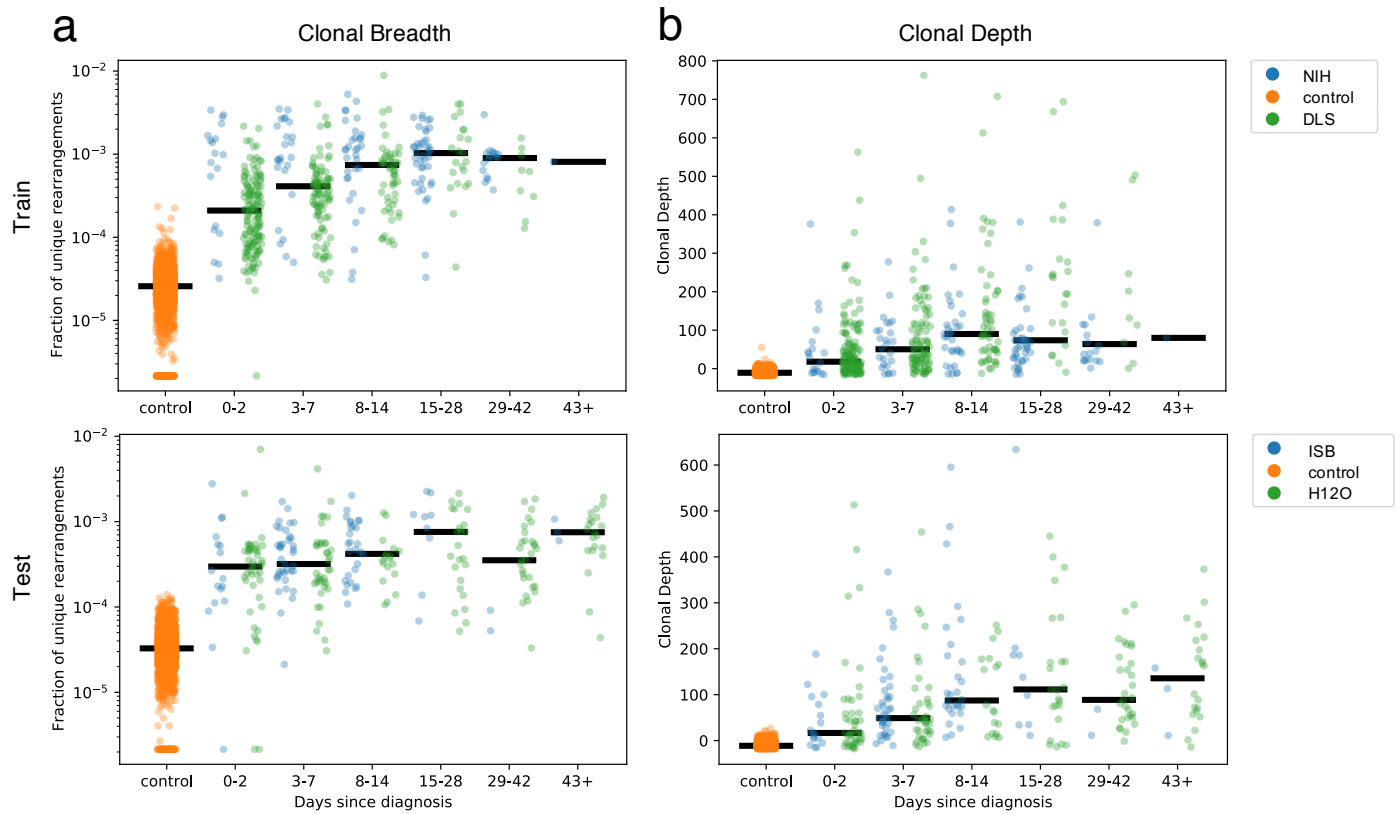 a
Clonal Breadth
b
Clonal Depth
Train
Fraction of unique rearrangements
10⁻²
10⁻³
10⁻⁴
10⁻⁵
control 0-2 3-7 8-14 15-28 29-42 43+
Clonal Depth
800
700
600
500
400
300
200
100
0
control 0-2 3-7 8-14 15-28 29-42 43+
NIH
control
DLS
Test
Fraction of unique rearrangements
10⁻²
10⁻³
10⁻⁴
10⁻⁵
control 0-2 3-7 8-14 15-28 29-42 43+
Days since diagnosis
Clonal Depth
600
500
400
300
200
100
0
control 0-2 3-7 8-14 15-28 29-42 43+
Days since diagnosis
ISB
control
H12O